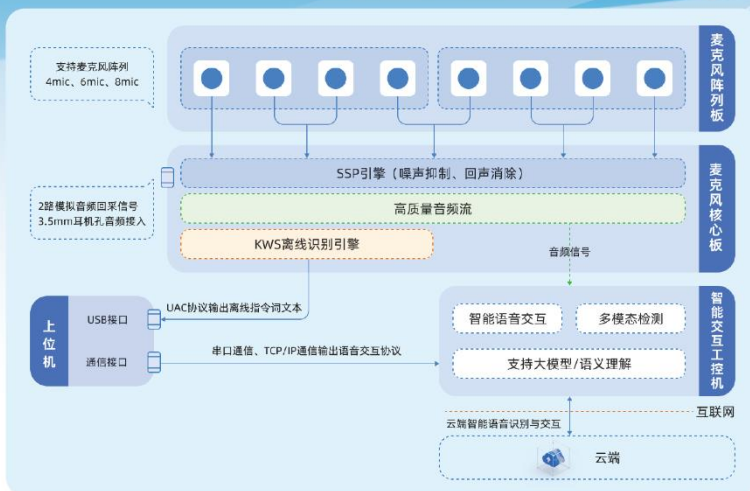 支持麦克风阵列
4mic、6mic、8mic
麦克风阵列板
SSP引擎（噪声抑制、回声消除）
2路模拟音频回采信号
3.5mm耳机孔音频接入
高质量音频流
KWS离线识别引擎
音频信号
麦克风核心板
上位机
USB接口
UAC协议输出离线指令词文本
通信接口
串口通信、TCP/IP通信输出语音交互协议
智能语音交互
多模态检测
支持大模型/语义理解
智能交互工控机
互联网
云端智能语音识别与交互
云端